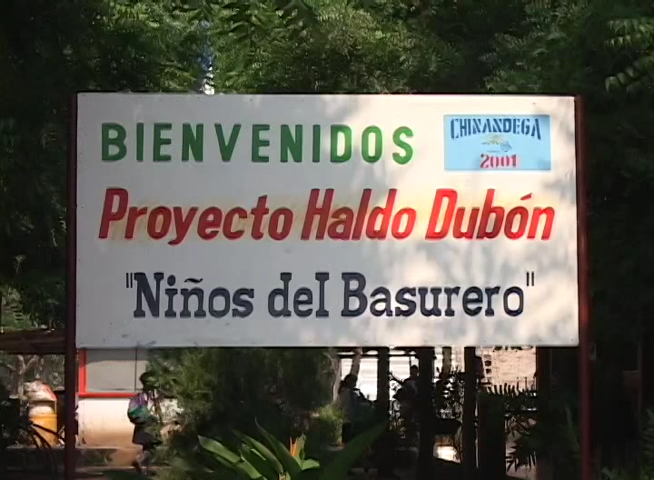 BIENVENIDOS
CHINANDEGA
2001
Proyecto Haldo Dubón
"Niños del Basurero"